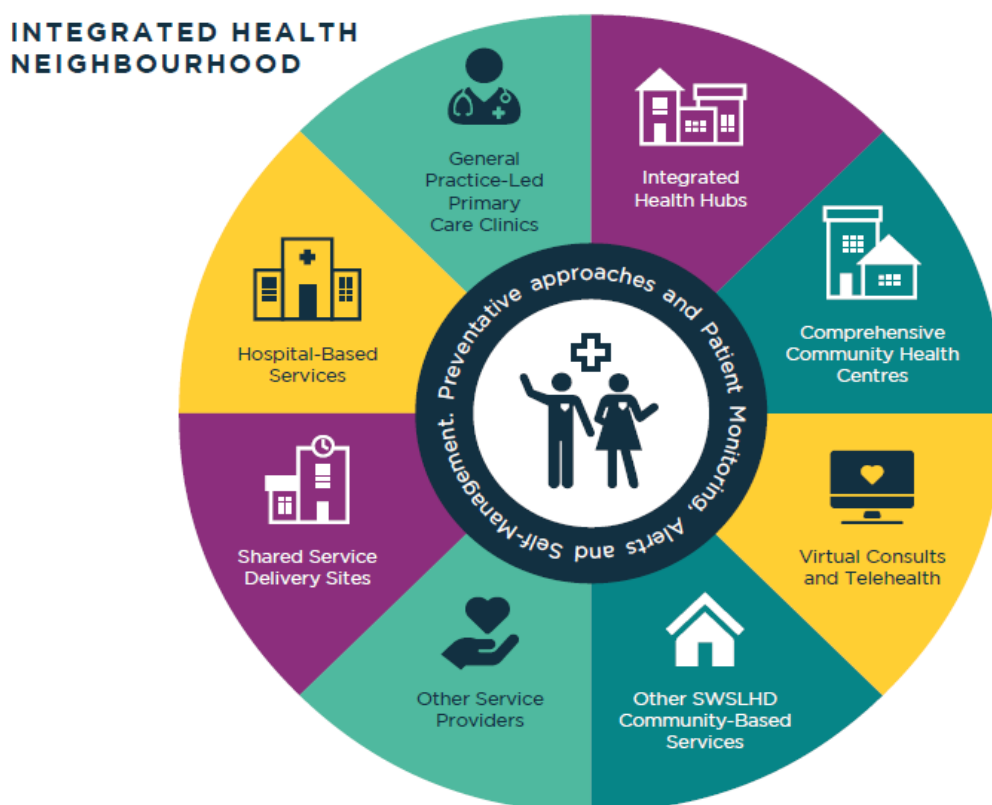 INTEGRATED HEALTH
NEIGHBOURHOOD
General
Practice-Led
Primary
Care Clinics
Integrated
Health Hubs
Comprehensive
Community Health
Centres
Virtual Consults
and Telehealth
Other SWSLHD
Community-Based
Services
Other Service
Providers
Shared Service
Delivery Sites
Hospital-Based
Services
Preventative approaches and Patient Monitoring, Alerts and Self-Management.